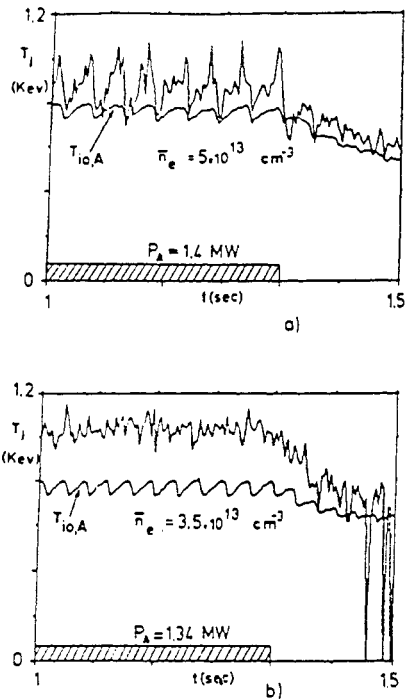 1.2
T_i
(Kev)
T_io,A
n̄_e = 5.10^13 cm^-3
P_A = 1.4 MW
0
1
t(sec)
1.5
a)
1.2
T_i
(Kev)
T_io,A
n̄_e = 3.5.10^13 cm^-3
P_A = 1.34 MW
0
1
t(sec)
1.5
b)